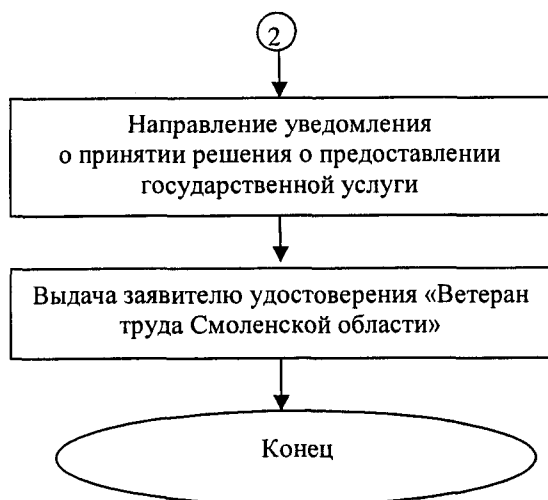 2
Направление уведомления
о принятии решения о предоставлении
государственной услуги
Выдача заявителю удостоверения «Ветеран
труда Смоленской области»
Конец